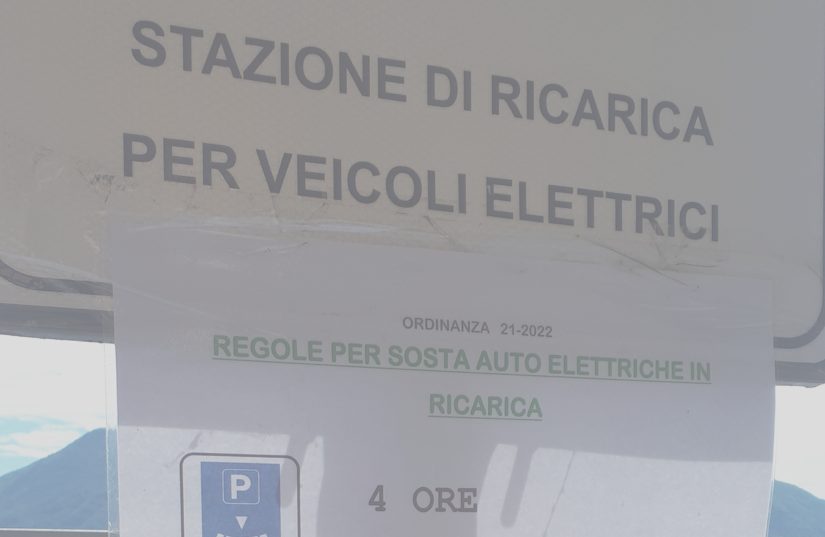 STAZIONE DI RICARICA
PER VEICOLI ELETTRICI
ORDINANZA 21-2022
REGOLE PER SOSTA AUTO ELETTRICHE IN
RICARICA
P
4 ORE